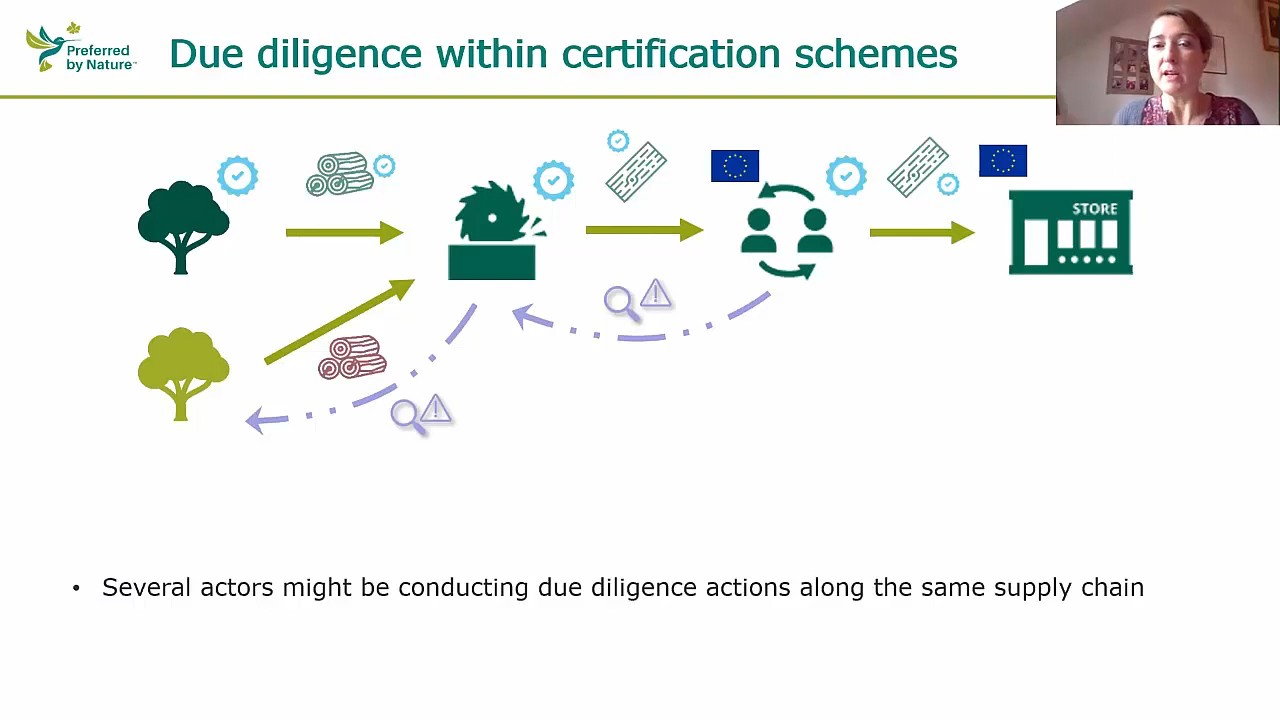 Preferred
by Nature™
Due diligence within certification schemes
STORE
• Several actors might be conducting due diligence actions along the same supply chain